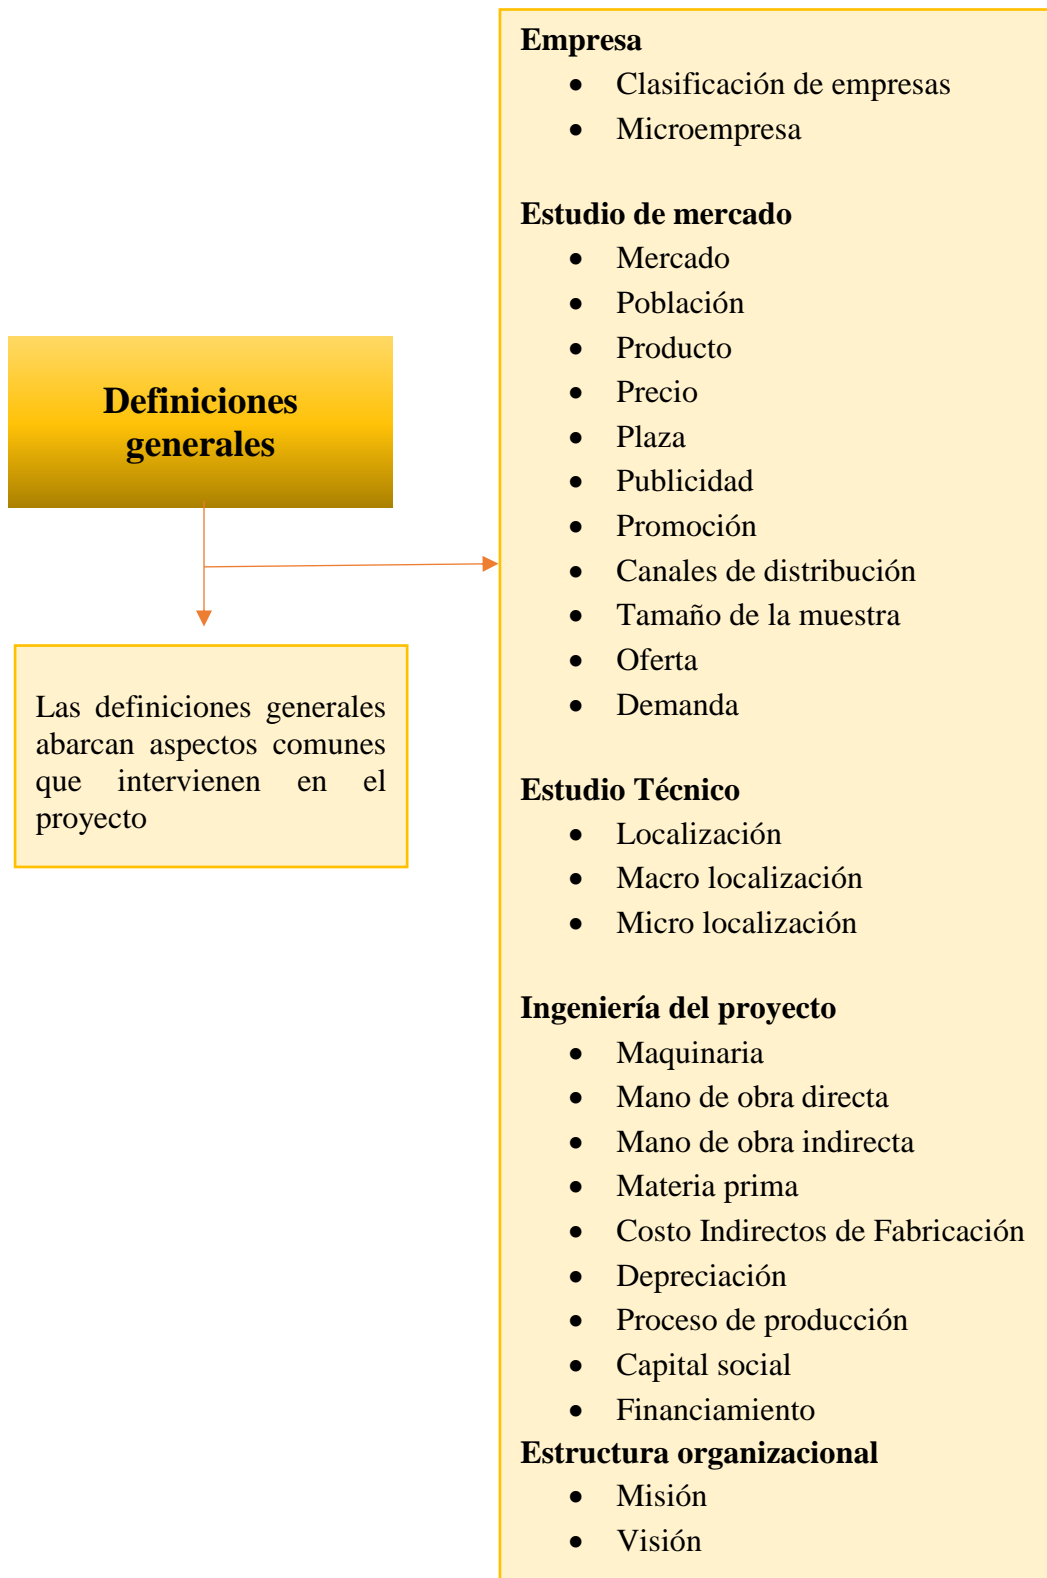 Definiciones
generales
Las definiciones generales
abarcan aspectos comunes
que intervienen en el
proyecto
Empresa
• Clasificación de empresas
• Microempresa
Estudio de mercado
• Mercado
• Población
• Producto
• Precio
• Plaza
• Publicidad
• Promoción
• Canales de distribución
• Tamaño de la muestra
• Oferta
• Demanda
Estudio Técnico
• Localización
• Macro localización
• Micro localización
Ingeniería del proyecto
• Maquinaria
• Mano de obra directa
• Mano de obra indirecta
• Materia prima
• Costo Indirectos de Fabricación
• Depreciación
• Proceso de producción
• Capital social
• Financiamiento
Estructura organizacional
• Misión
• Visión